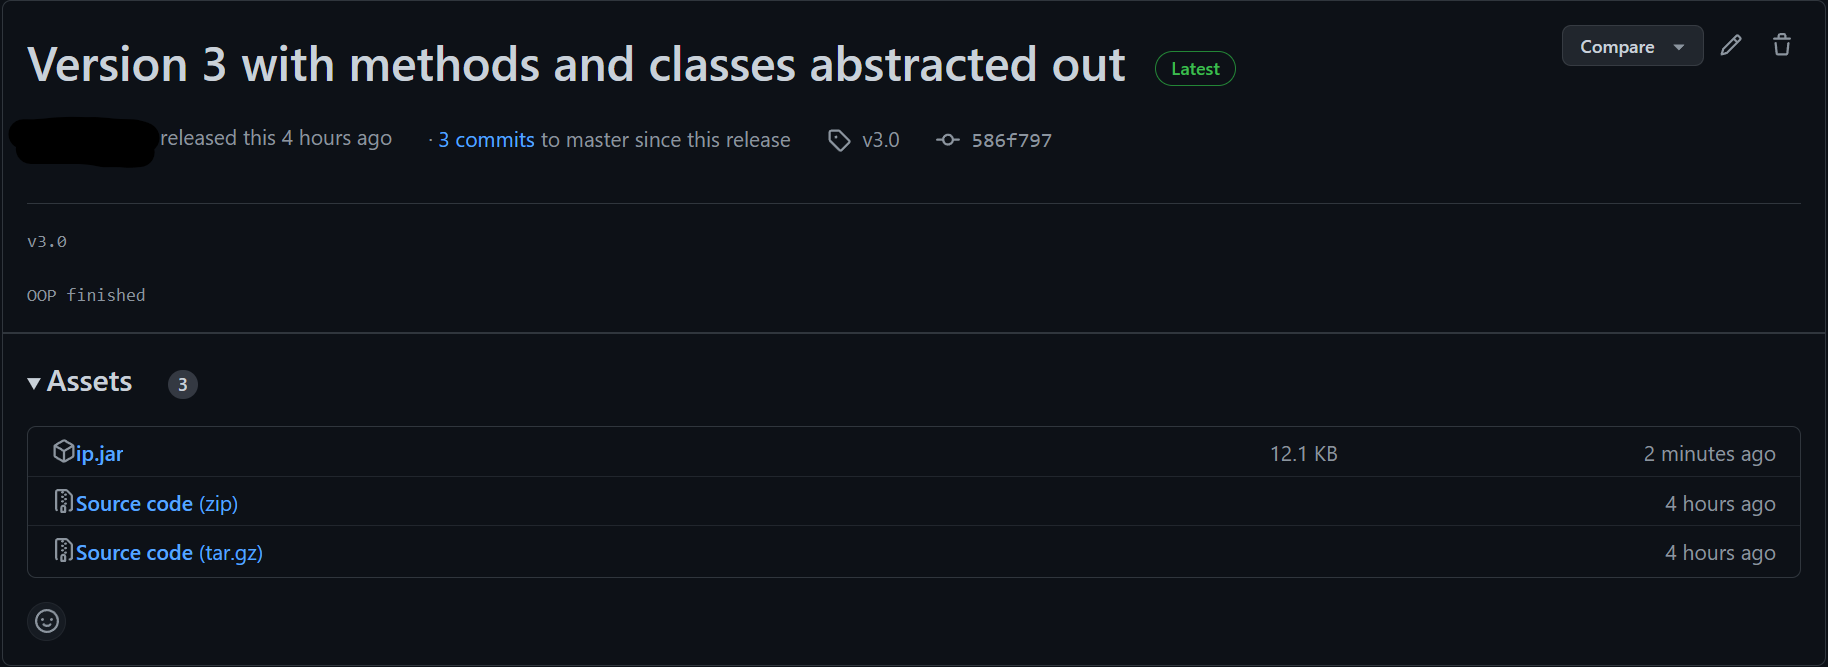 Version 3 with methods and classes abstracted out Latest
Compare
released this 4 hours ago · 3 commits to master since this release v3.0 586f797
v3.0
OOP finished
Assets 3
ip.jar 12.1 KB 2 minutes ago
Source code (zip) 4 hours ago
Source code (tar.gz) 4 hours ago